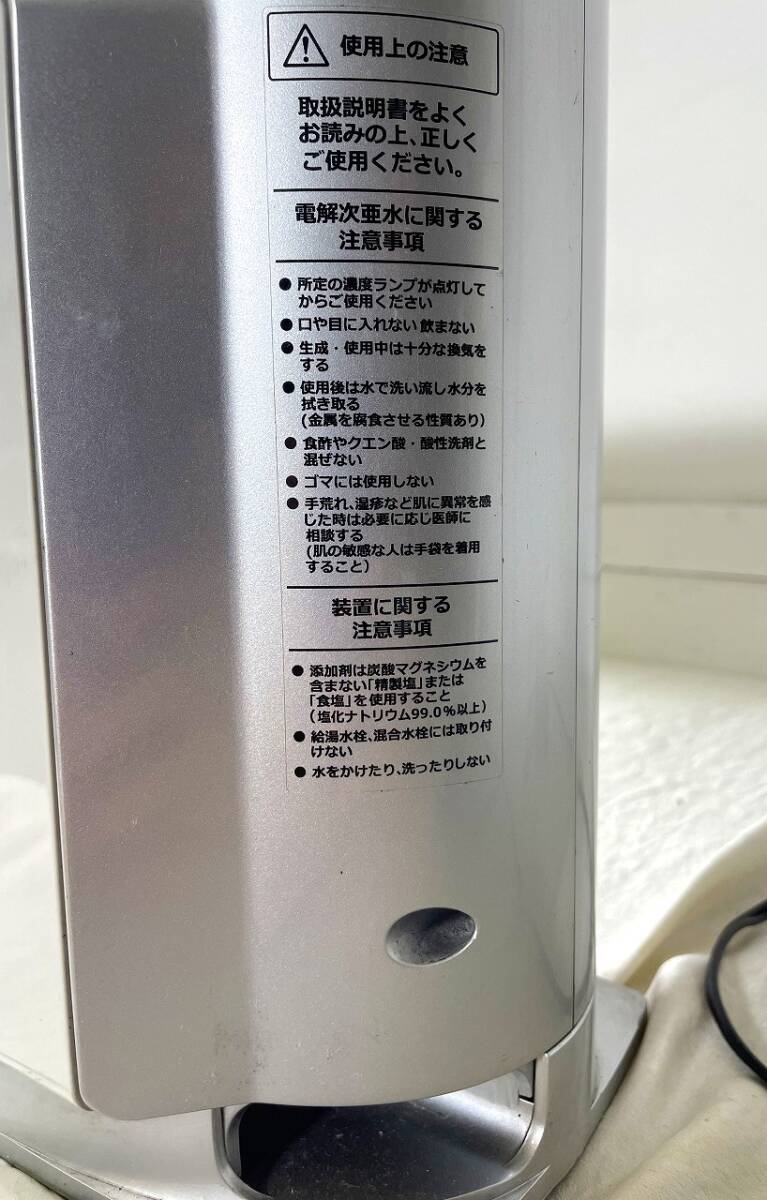 使用上の注意
取扱説明書をよく
お読みの上、正しく
ご使用ください。
電解次亜水に関する
注意事項
● 所定の濃度ランプが点灯して
からご使用ください
● 口や目に入れない 飲まない
● 生成・使用中は十分な換気を
する
● 使用後は水で洗い流し水分を
拭き取る
(金属を腐食させる性質あり)
● 食酢やクエン酸・酸性洗剤と
混ぜない
● ゴマには使用しない
● 手荒れ、湿疹など肌に異常を感
じた時は必要に応じ医師に
相談する
(肌の敏感な人は手袋を着用
すること)
装置に関する
注意事項
● 添加剤は炭酸マグネシウムを
含まない「精製塩」または
「食塩」を使用すること
(塩化ナトリウム99.0%以上)
● 給湯水栓、混合水栓には取り付
けない
● 水をかけたり、洗ったりしない